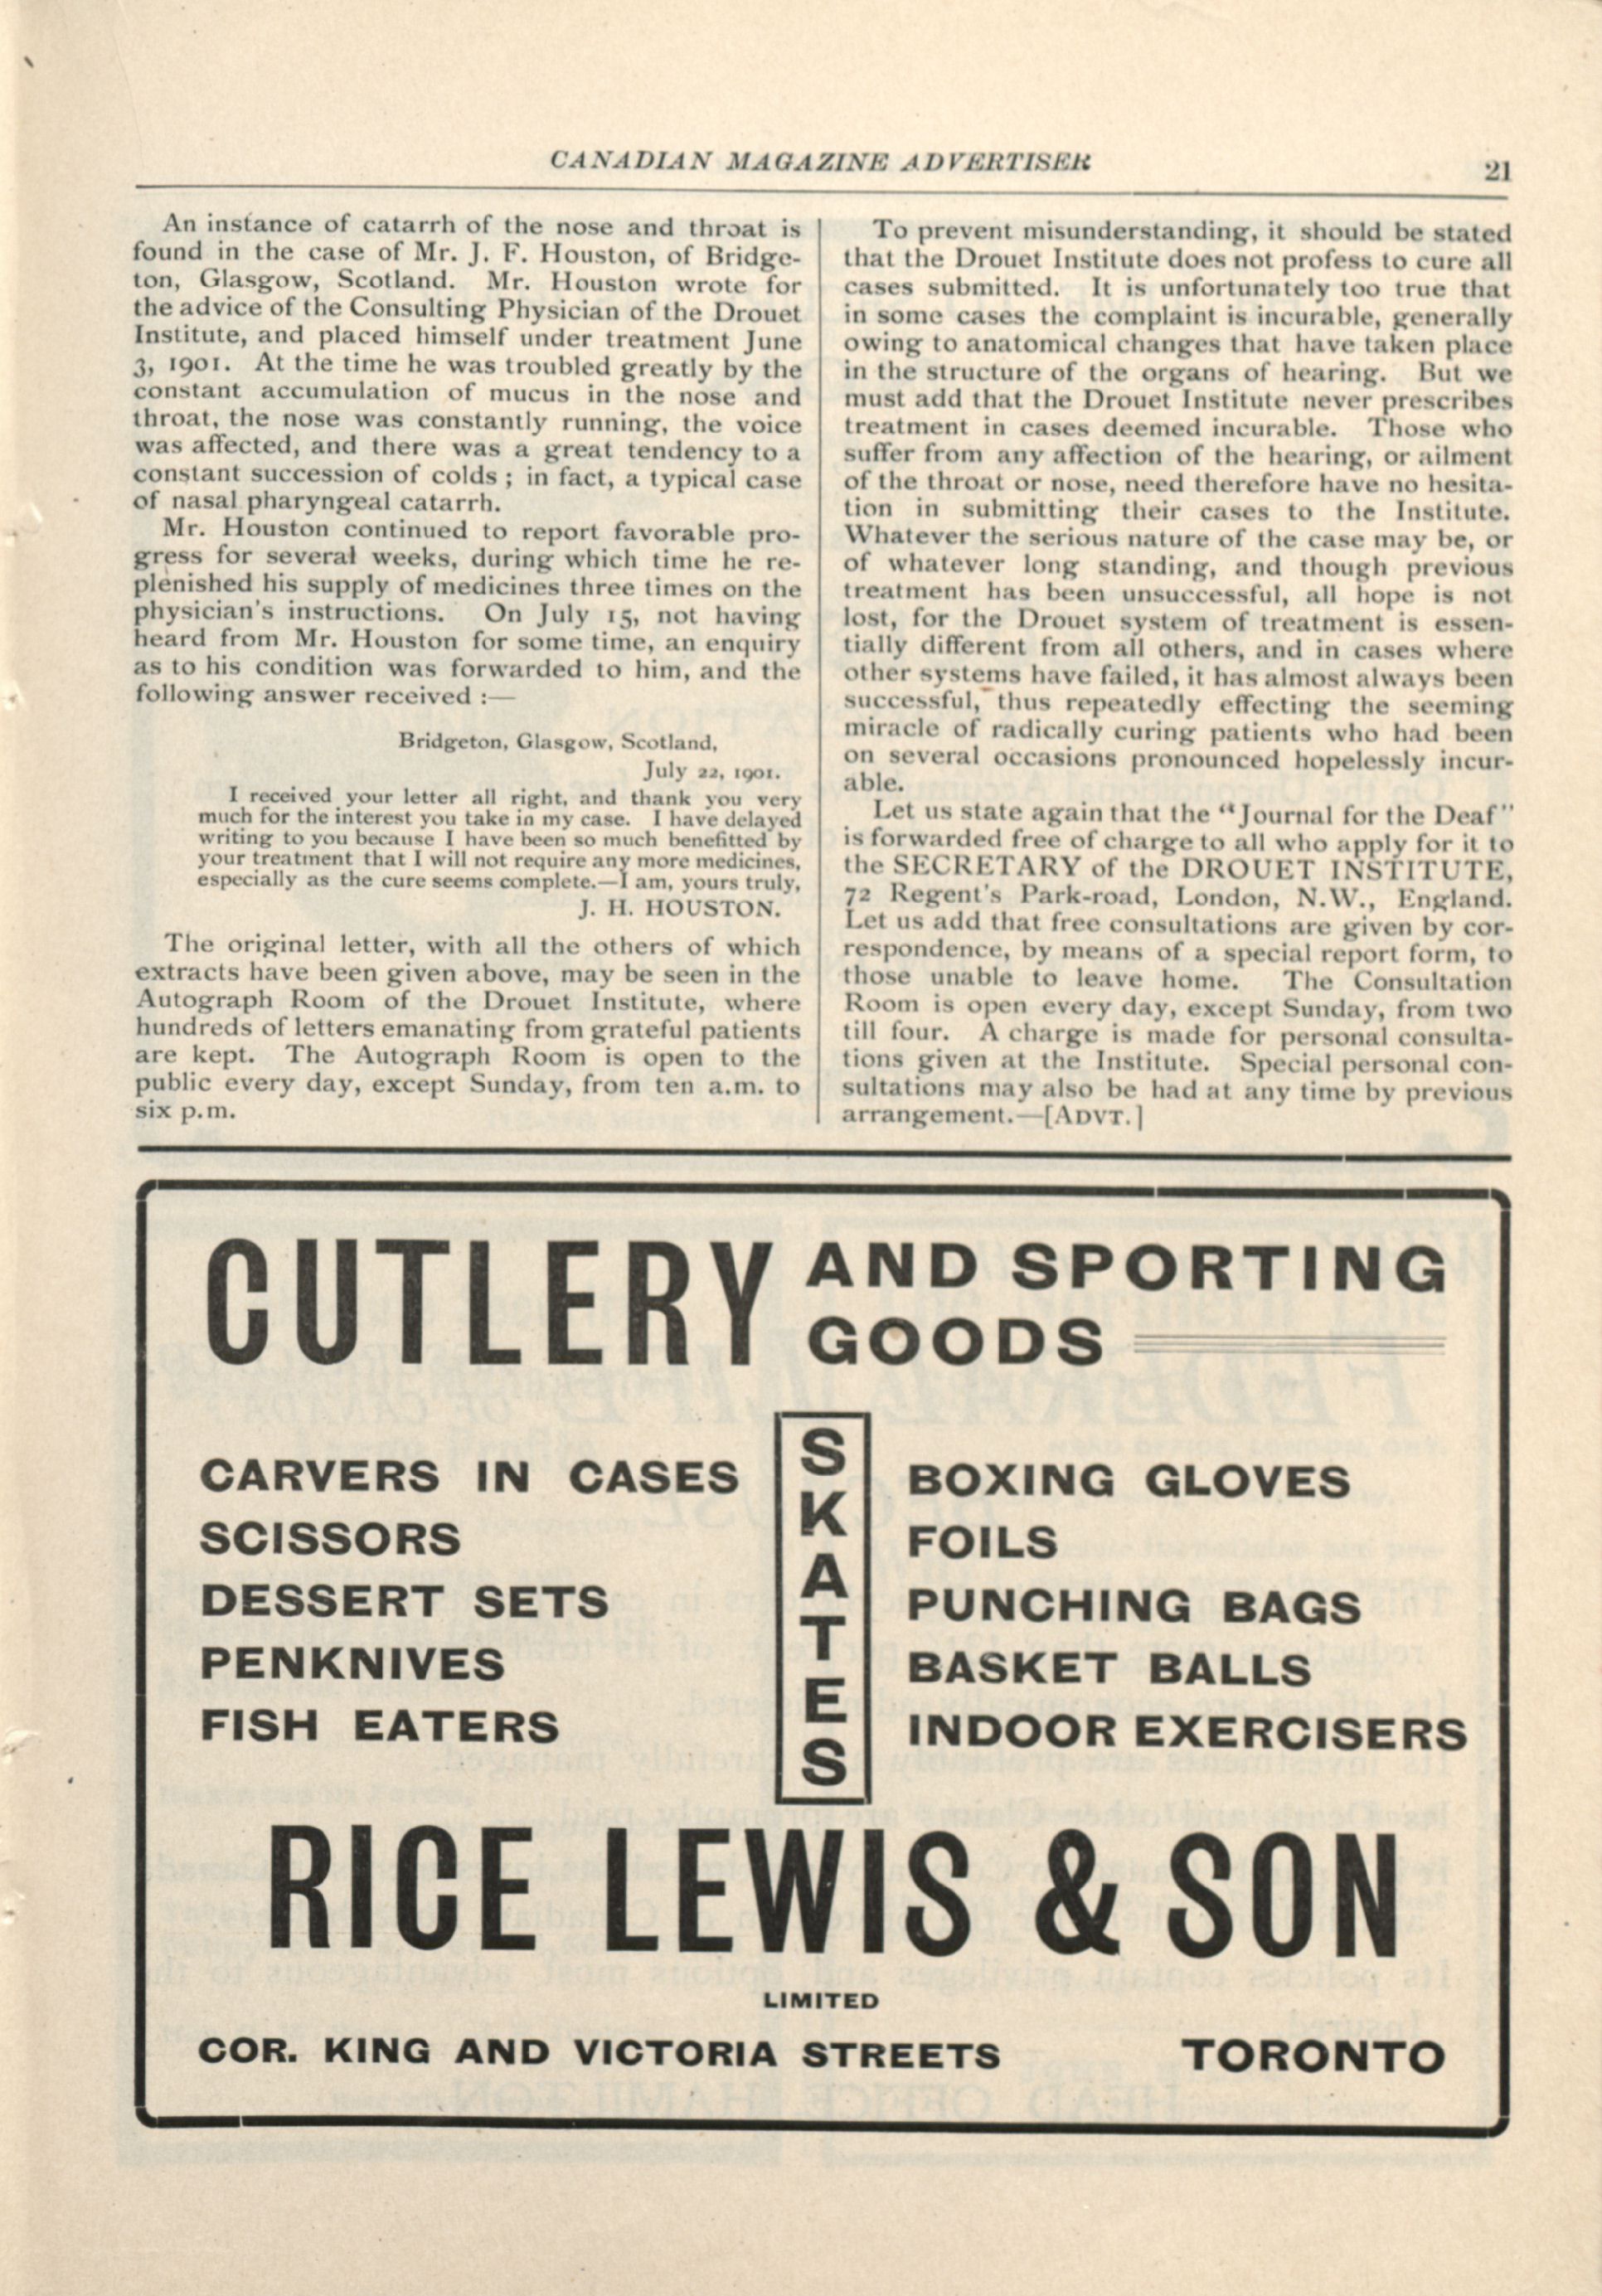 CANADIAN MAGAZINE ADVERTISER
21
An instance of catarrh of the nose and throat is
found in the case of Mr. J. F. Houston, of Bridge-
ton, Glasgow, Scotland. Mr. Houston wrote for
the advice of the Consulting Physician of the Drouet
Institute, and placed himself under treatment June
3, 1901. At the time he was troubled greatly by the
constant accumulation of mucus in the nose and
throat, the nose was constantly running, the voice
was affected, and there was a great tendency to a
constant succession of colds ; in fact, a typical case
of nasal pharyngeal catarrh.
Mr. Houston continued to report favorable pro-
gress for several weeks, during which time he re-
plenished his supply of medicines three times on the
physician's instructions. On July 15, not having
heard from Mr. Houston for some time, an enquiry
as to his condition was forwarded to him, and the
following answer received :—
Bridgeton, Glasgow, Scotland,
July 22, 1901.
I received your letter all right, and thank you very
much for the interest you take in my case. I have delayed
writing to you because I have been so much benefitted by
your treatment that I will not require any more medicines,
especially as the cure seems complete.—I am, yours truly,
J. H. HOUSTON.
The original letter, with all the others of which
extracts have been given above, may be seen in the
Autograph Room of the Drouet Institute, where
hundreds of letters emanating from grateful patients
are kept. The Autograph Room is open to the
public every day, except Sunday, from ten a.m. to
six p.m.
To prevent misunderstanding, it should be stated
that the Drouet Institute does not profess to cure all
cases submitted. It is unfortunately too true that
in some cases the complaint is incurable, generally
owing to anatomical changes that have taken place
in the structure of the organs of hearing. But we
must add that the Drouet Institute never prescribes
treatment in cases deemed incurable. Those who
suffer from any affection of the hearing, or ailment
of the throat or nose, need therefore have no hesita-
tion in submitting their cases to the Institute.
Whatever the serious nature of the case may be, or
of whatever long standing, and though previous
treatment has been unsuccessful, all hope is not
lost, for the Drouet system of treatment is essen-
tially different from all others, and in cases where
other systems have failed, it has almost always been
successful, thus repeatedly effecting the seeming
miracle of radically curing patients who had been
on several occasions pronounced hopelessly incur-
able.
Let us state again that the "Journal for the Deaf"
is forwarded free of charge to all who apply for it to
the SECRETARY of the DROUET INSTITUTE,
72 Regent's Park-road, London, N.W., England.
Let us add that free consultations are given by cor-
respondence, by means of a special report form, to
those unable to leave home. The Consultation
Room is open every day, except Sunday, from two
till four. A charge is made for personal consulta-
tions given at the Institute. Special personal con-
sultations may also be had at any time by previous
arrangement.—[ADVT.]
CUTLERY AND SPORTING
GOODS
CARVERS IN CASES
SCISSORS
DESSERT SETS
PENKNIVES
FISH EATERS
SKATES
BOXING GLOVES
FOILS
PUNCHING BAGS
BASKET BALLS
INDOOR EXERCISERS
RICE LEWIS & SON
LIMITED
COR. KING AND VICTORIA STREETS TORONTO